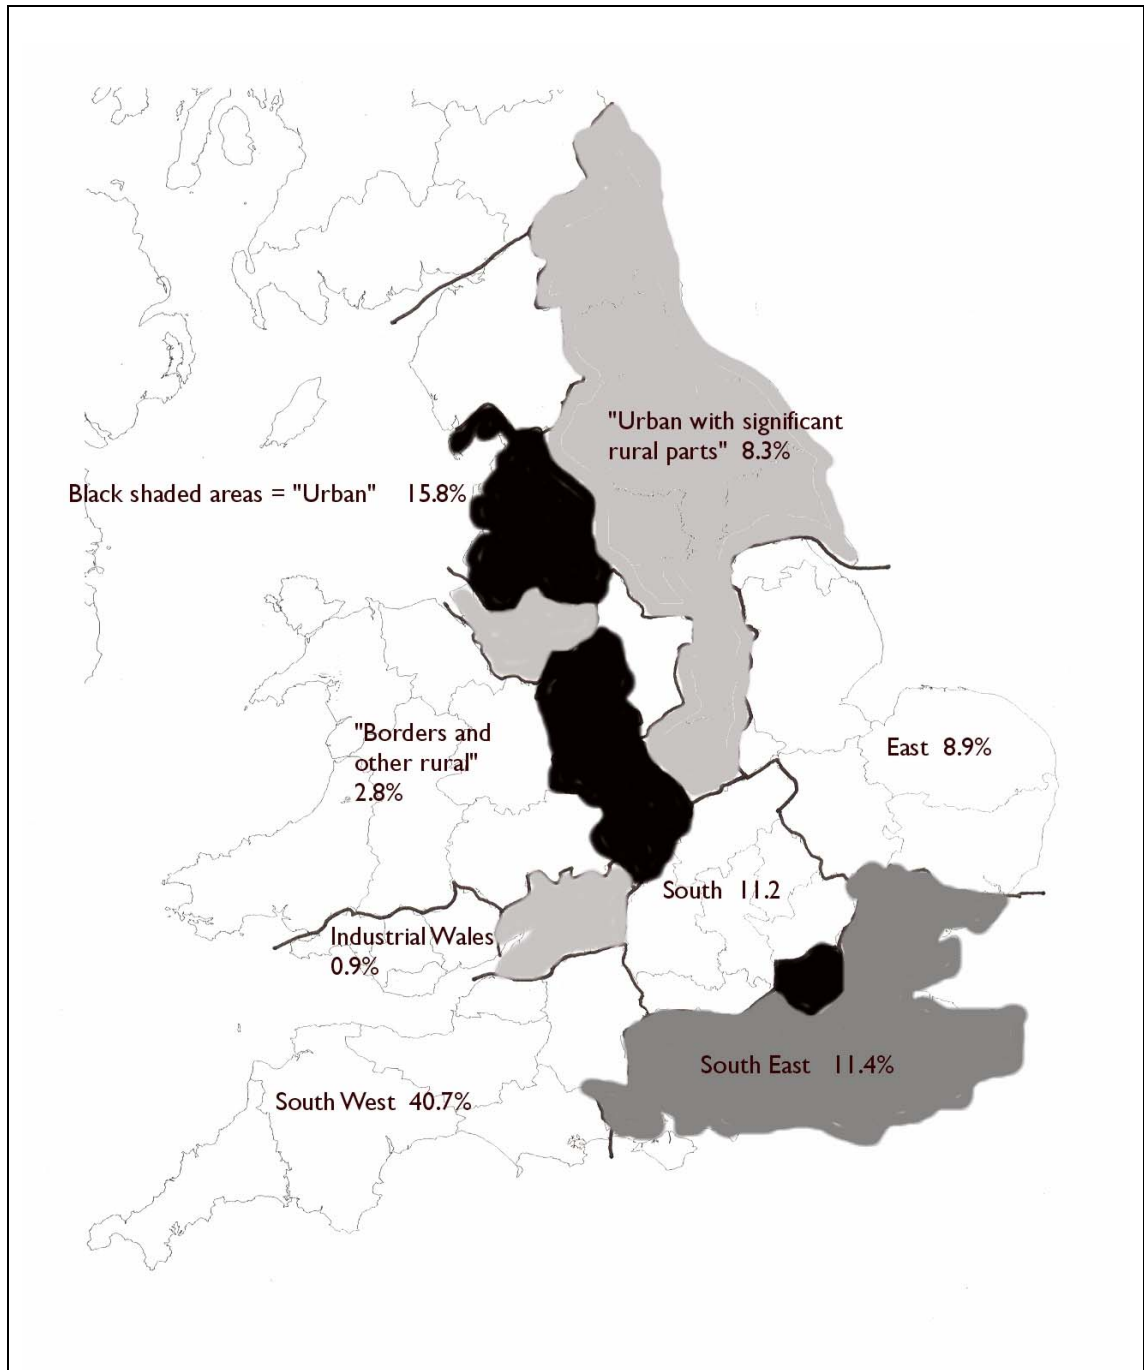 "Urban with significant
rural parts"  8.3%
Black shaded areas = "Urban"    15.8%
"Borders and
other rural"
2.8%
East  8.9%
South  11.2
Industrial Wales
0.9%
South East   11.4%
South West  40.7%